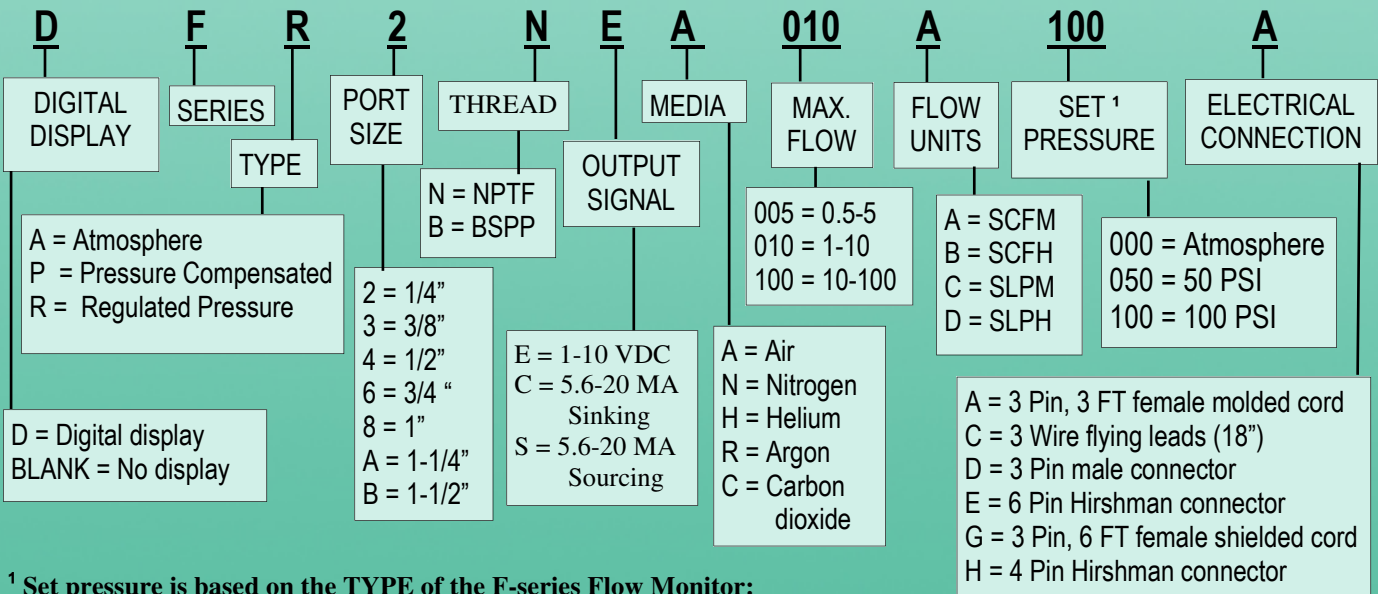 D F R 2 N E A 010 A 100 A
DIGITAL
DISPLAY
SERIES
TYPE
PORT
SIZE
THREAD
OUTPUT
SIGNAL
MEDIA
MAX.
FLOW
FLOW
UNITS
SET ¹
PRESSURE
ELECTRICAL
CONNECTION
A = Atmosphere
P = Pressure Compensated
R = Regulated Pressure
D = Digital display
BLANK = No display
2 = 1/4”
3 = 3/8”
4 = 1/2”
6 = 3/4 “
8 = 1”
A = 1-1/4”
B = 1-1/2”
N = NPTF
B = BSPP
E = 1-10 VDC
C = 5.6-20 MA
Sinking
S = 5.6-20 MA
Sourcing
A = Air
N = Nitrogen
H = Helium
R = Argon
C = Carbon
dioxide
005 = 0.5-5
010 = 1-10
100 = 10-100
A = SCFM
B = SCFH
C = SLPM
D = SLPH
000 = Atmosphere
050 = 50 PSI
100 = 100 PSI
A = 3 Pin, 3 FT female molded cord
C = 3 Wire flying leads (18”)
D = 3 Pin male connector
E = 6 Pin Hirshman connector
G = 3 Pin, 6 FT female shielded cord
H = 4 Pin Hirshman connector
¹ Set pressure is based on the TYPE of the F-series Flow Monitor: